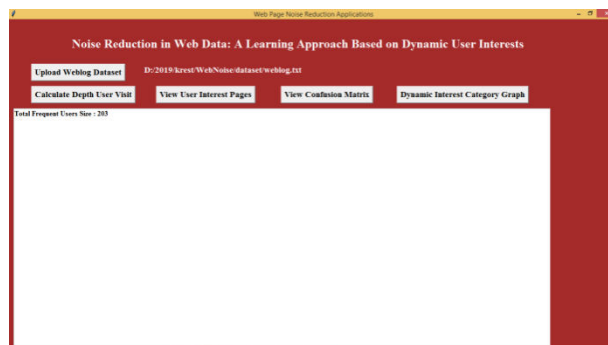 Web Page Noise Reduction Applications
Noise Reduction in Web Data: A Learning Approach Based on Dynamic User Interests
Upload Weblog Dataset D:/2019/krest/WebNoise/dataset/weblog.txt
Calculate Depth User Visit View User Interest Pages View Confusion Matrix Dynamic Interest Category Graph
Total Frequent Users Size : 203